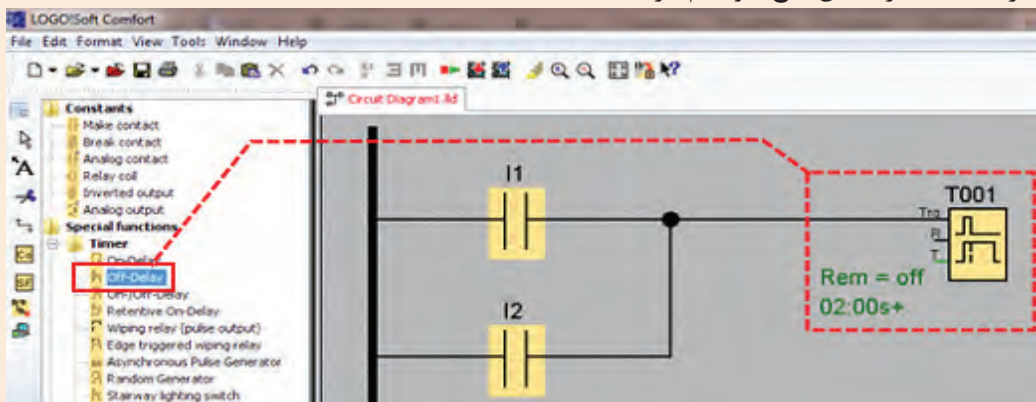 LOGO!Soft Comfort
File Edit Format View Tools Window Help
Circuit Diagram1.lld
Constants
Make contact
Break contact
Analog contact
Relay coil
Inverted output
Analog output
Special functions
Timer
On-Delay
Off-Delay
On-/Off-Delay
Retentive On-Delay
Wiping relay (pulse output)
Edge triggered wiping relay
Asynchronous Pulse Generator
Random Generator
Stairway lighting switch
I1
I2
T001
Trg
R
T
Rem = off
02:00s+